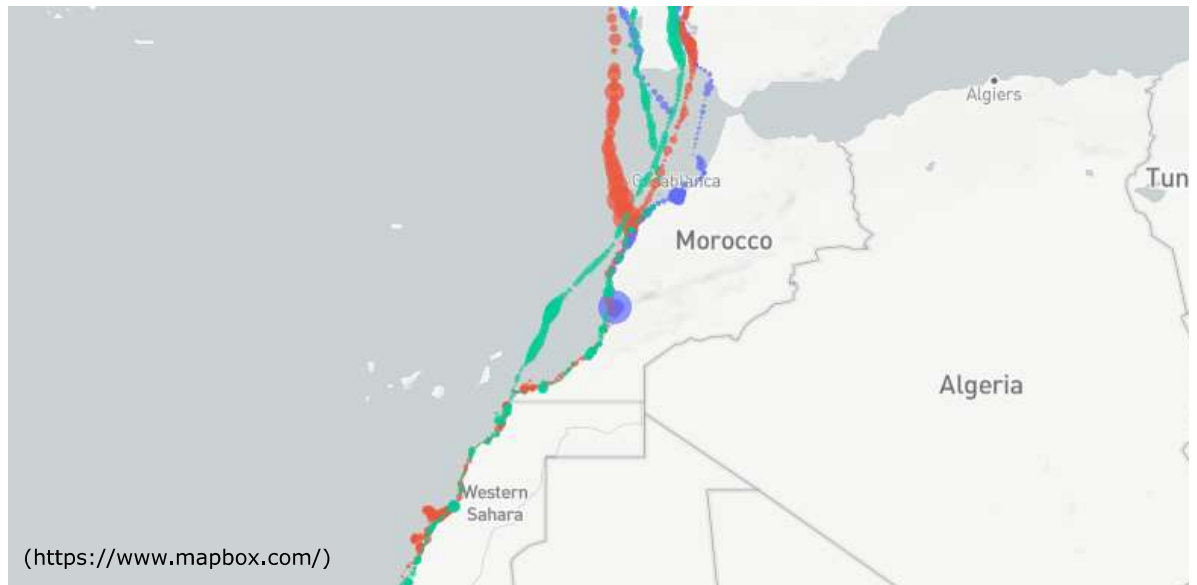 Algiers
Tun
Casablanca
Morocco
Algeria
Western
Sahara
(https://www.mapbox.com/)